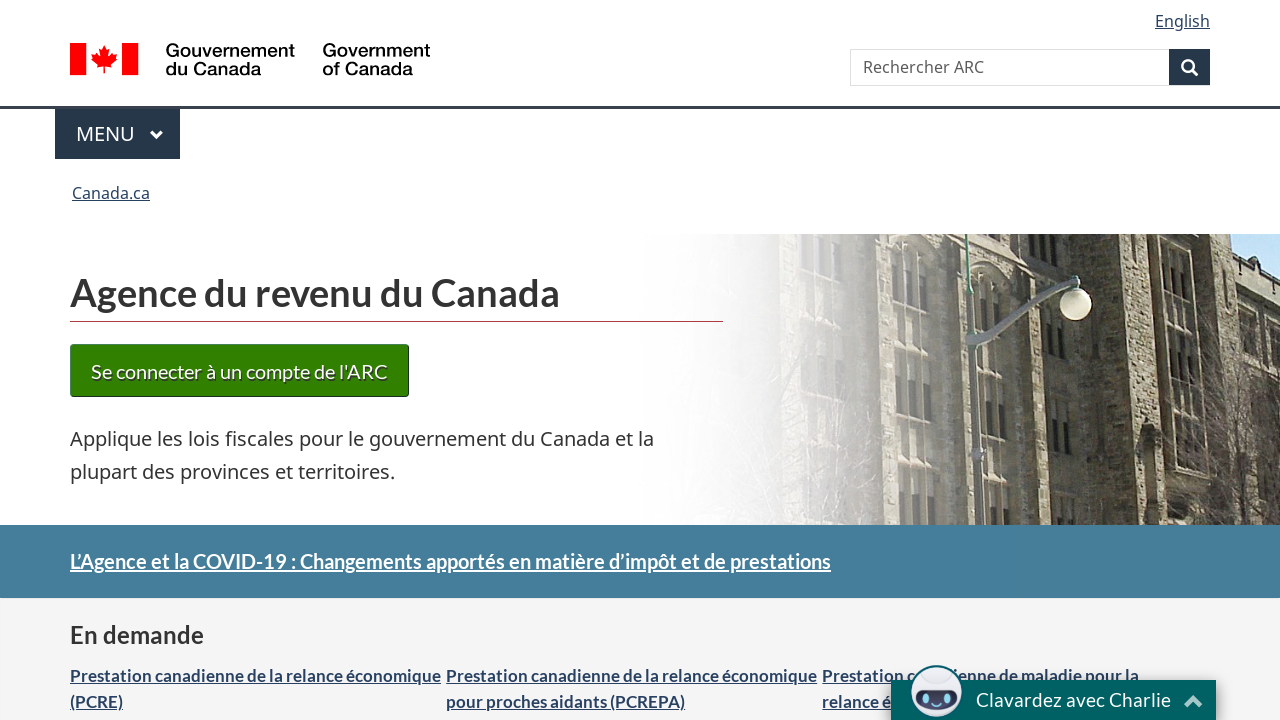 English
Gouvernement
du Canada
Government
of Canada
Rechercher ARC
MENU
Canada.ca
Agence du revenu du Canada
Se connecter à un compte de l'ARC
Applique les lois fiscales pour le gouvernement du Canada et la
plupart des provinces et territoires.
L’Agence et la COVID-19 : Changements apportés en matière d’impôt et de prestations
En demande
Prestation canadienne de la relance économique
(PCRE)
Prestation canadienne de la relance économique
pour proches aidants (PCREPA)
Prestation canadienne de maladie pour la
Clavardez avec Charlie